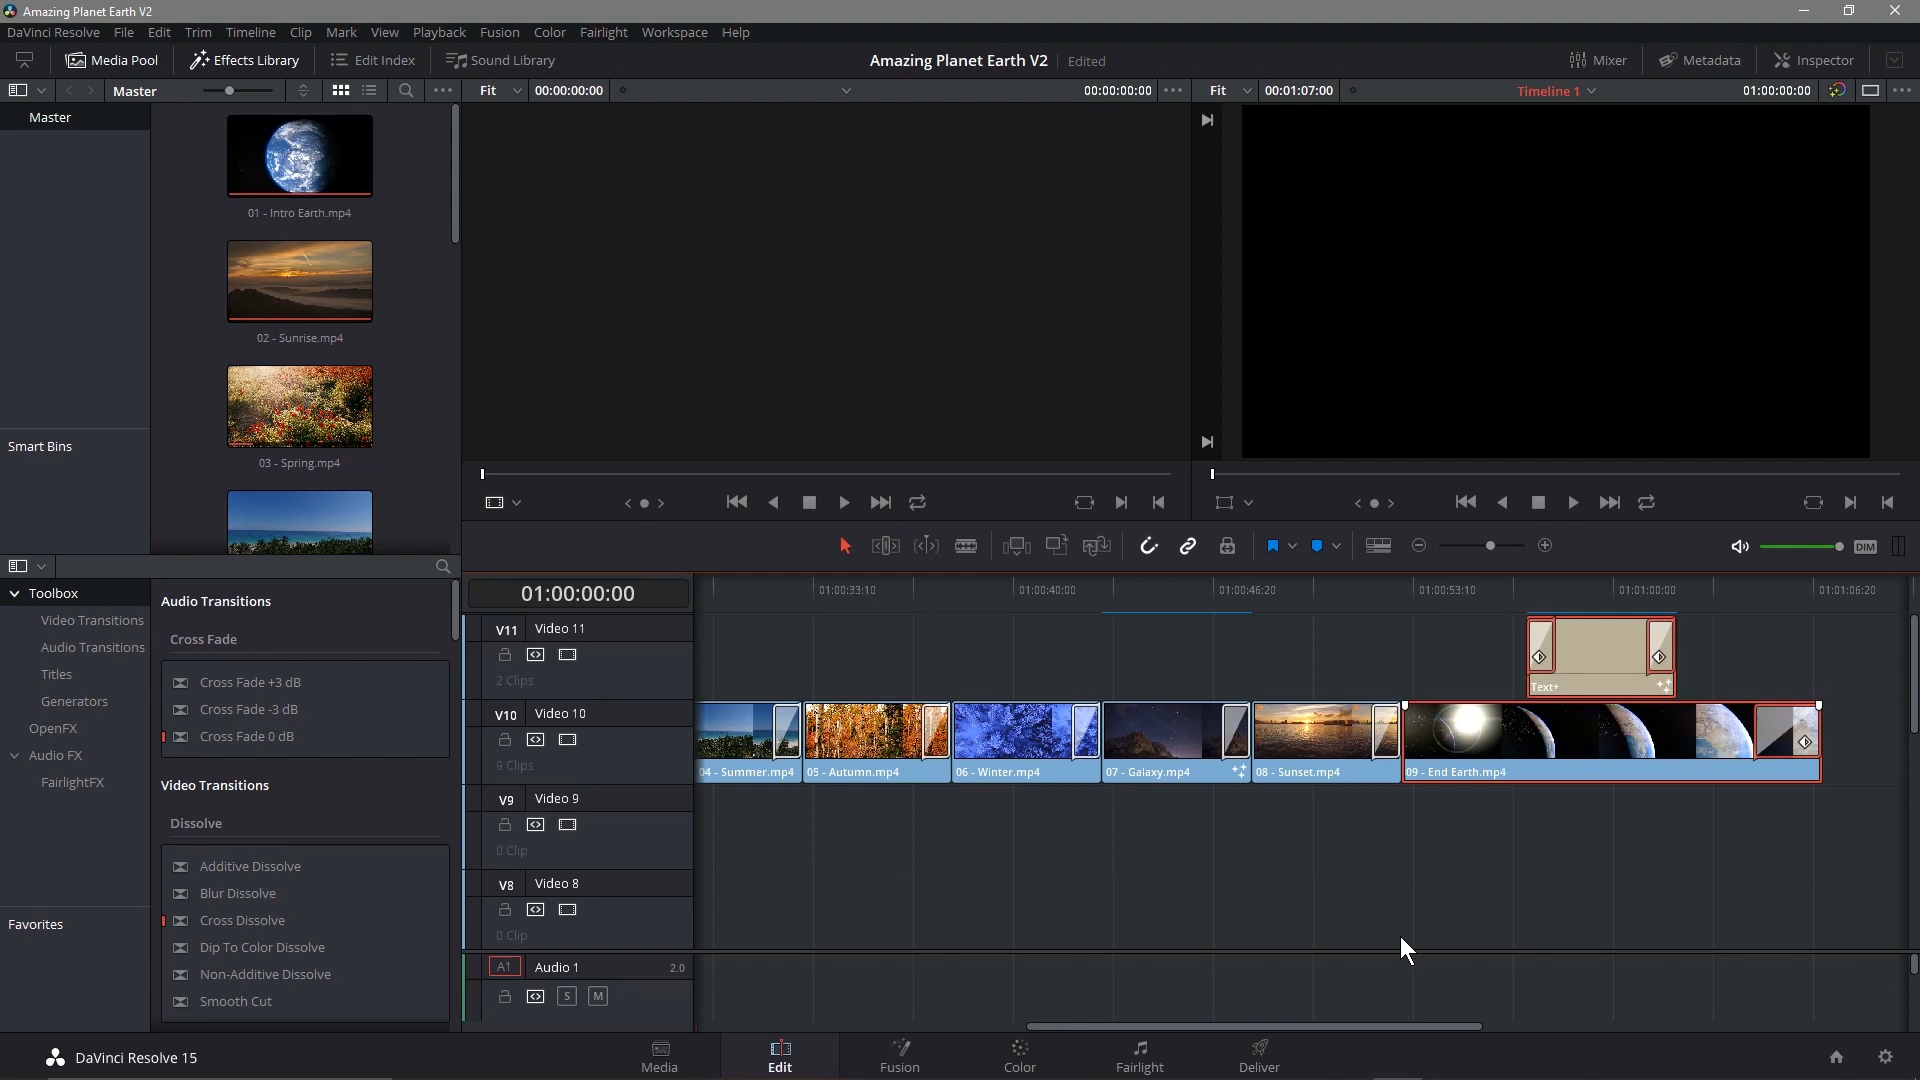 Amazing Planet Earth V2
DaVinci Resolve File Edit Trim Timeline Clip Mark View Playback Fusion Color Fairlight Workspace Help
Media Pool Effects Library Edit Index Sound Library Amazing Planet Earth V2 Edited Mixer Metadata Inspector
Master Fit 00:00:00:00 00:00:00:00 Fit 00:01:07:00 Timeline 1 01:00:00:00
Master
01 - Intro Earth.mp4
02 - Sunrise.mp4
03 - Spring.mp4
Smart Bins
DIM
Toolbox
Video Transitions
Audio Transitions
Titles
Generators
OpenFX
Audio FX
FairlightFX
Favorites
Audio Transitions
Cross Fade
Cross Fade +3 dB
Cross Fade -3 dB
Cross Fade 0 dB
Video Transitions
Dissolve
Additive Dissolve
Blur Dissolve
Cross Dissolve
Dip To Color Dissolve
Non-Additive Dissolve
Smooth Cut
01:00:00:00 01:00:33:10 01:00:40:00 01:00:46:20 01:00:53:10 01:01:00:00 01:01:06:20
V11 Video 11
2 Clips
Text+
V10 Video 10
9 Clips
04 - Summer.mp4 05 - Autumn.mp4 06 - Winter.mp4 07 - Galaxy.mp4 08 - Sunset.mp4 09 - End Earth.mp4
V9 Video 9
0 Clip
V8 Video 8
0 Clip
A1 Audio 1 2.0
S M
DaVinci Resolve 15 Media Edit Fusion Color Fairlight Deliver